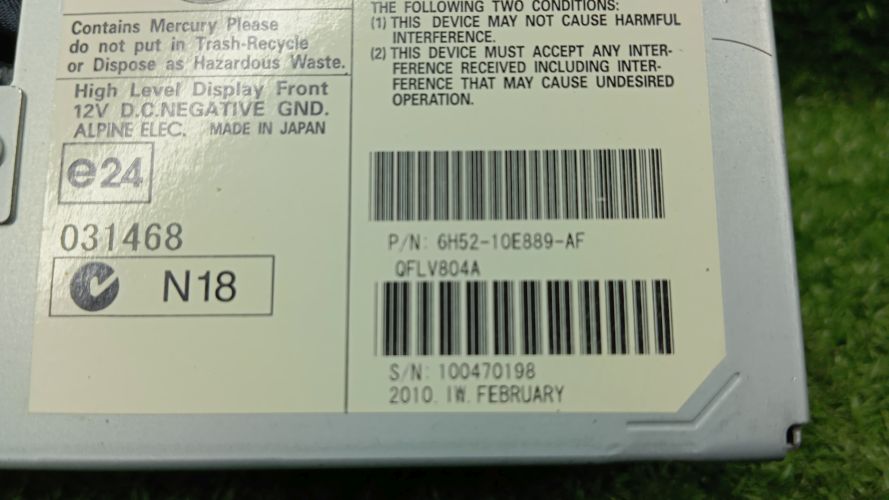 Contains Mercury Please
do not put in Trash-Recycle
or Dispose as Hazardous Waste.
High Level Display Front
12V D.C.NEGATIVE GND.
ALPINE ELEC. MADE IN JAPAN
e24
031468
N18
THE FOLLOWING TWO CONDITIONS:
(1) THIS DEVICE MAY NOT CAUSE HARMFUL
INTERFERENCE.
(2) THIS DEVICE MUST ACCEPT ANY INTER-
FERENCE RECEIVED INCLUDING INTER-
FERENCE THAT MAY CAUSE UNDESIRED
OPERATION.
P/N: 6H52-10E889-AF
QFLV804A
S/N: 100470198
2010. IW. FEBRUARY